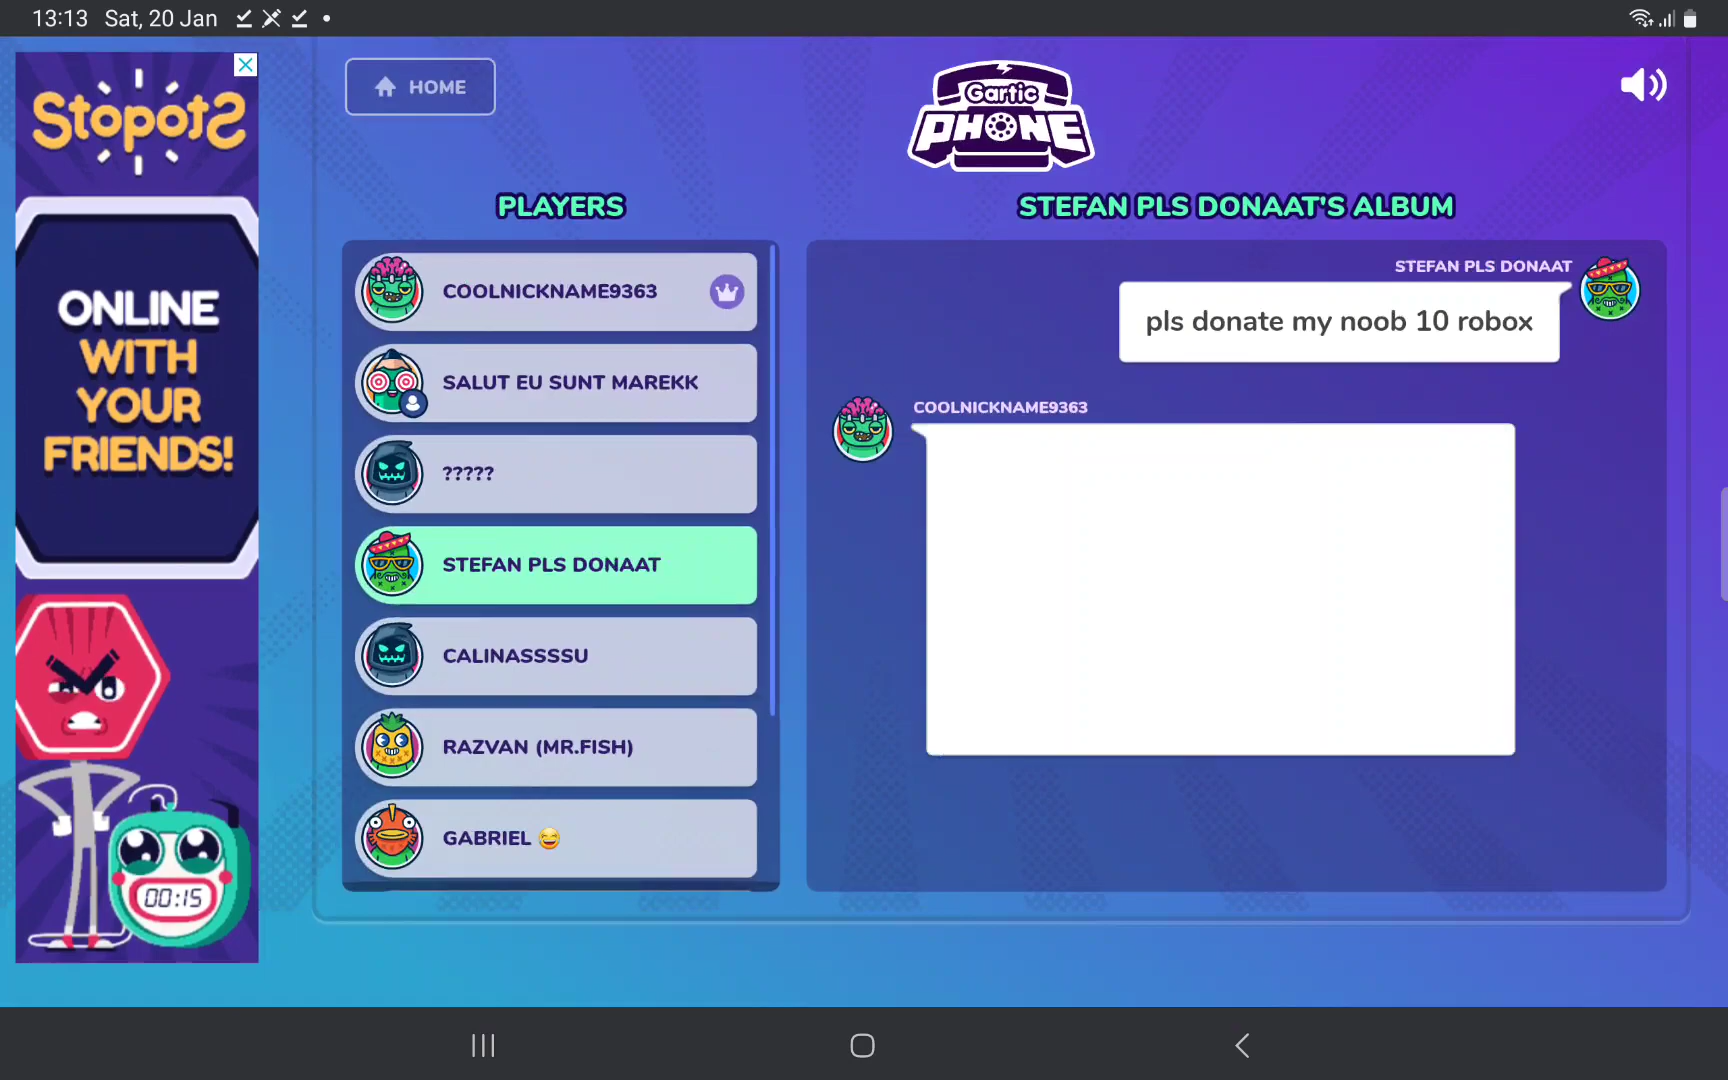 13:13 Sat, 20 Jan
StopotS
ONLINE
WITH
YOUR
FRIENDS!
00:15
HOME
Gartic
PHONE
PLAYERS
COOLNICKNAME9363
SALUT EU SUNT MAREKK
?????
STEFAN PLS DONAAT
CALINASSSSU
RAZVAN (MR.FISH)
GABRIEL 😆
STEFAN PLS DONAAT'S ALBUM
STEFAN PLS DONAAT
pls donate my noob 10 robox
COOLNICKNAME9363